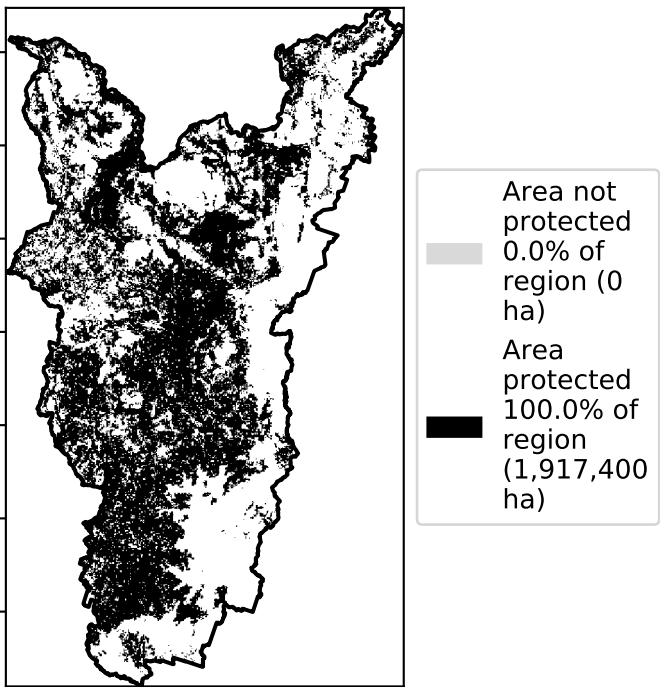 Area not
protected
0.0% of
region (0
ha)
Area
protected
100.0% of
region
(1,917,400
ha)